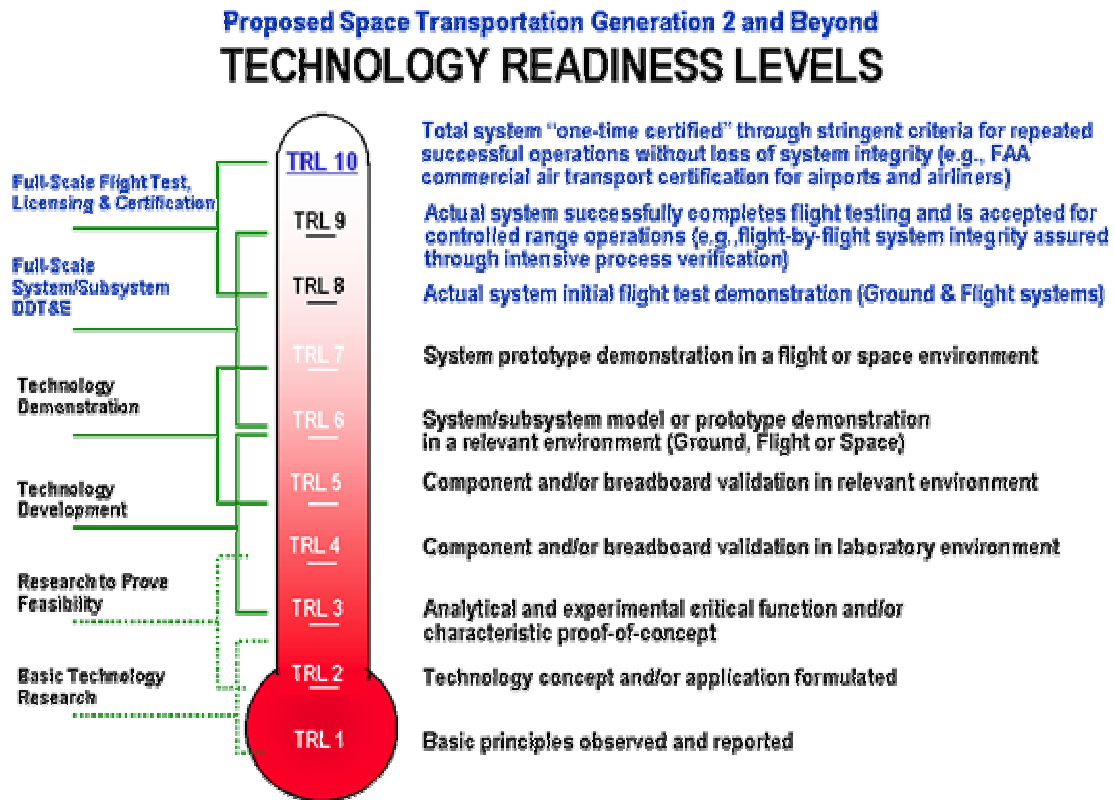 Proposed Space Transportation Generation 2 and Beyond
TECHNOLOGY READINESS LEVELS
TRL 10
Total system “one-time certified” through stringent criteria for repeated
successful operations without loss of system integrity (e.g., FAA
commercial air transport certification for airports and airliners)
Full-Scale Flight Test,
Licensing & Certification
TRL 9
Actual system successfully completes flight testing and is accepted for
controlled range operations (e.g.,flight-by-flight system integrity assured
through intensive process verification)
Full-Scale
System/Subsystem
DDT&E
TRL 8
Actual system initial flight test demonstration (Ground & Flight systems)
TRL 7
System prototype demonstration in a flight or space environment
Technology
Demonstration
TRL 6
System/subsystem model or prototype demonstration
in a relevant environment (Ground, Flight or Space)
TRL 5
Component and/or breadboard validation in relevant environment
Technology
Development
TRL 4
Component and/or breadboard validation in laboratory environment
Research to Prove
Feasibility
TRL 3
Analytical and experimental critical function and/or
characteristic proof-of-concept
Basic Technology
Research
TRL 2
Technology concept and/or application formulated
TRL 1
Basic principles observed and reported